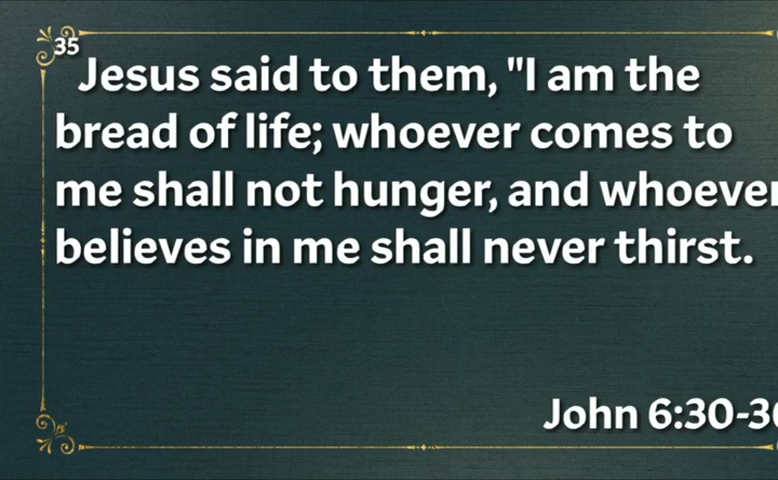 35
Jesus said to them, "I am the
bread of life; whoever comes to
me shall not hunger, and whoever
believes in me shall never thirst.
John 6:30-3